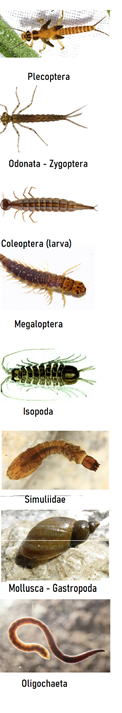 Plecoptera
Odonata - Zygoptera
Coleoptera (larva)
Megaloptera
Isopoda
Simuliidae
Mollusca - Gastropoda
Oligochaeta